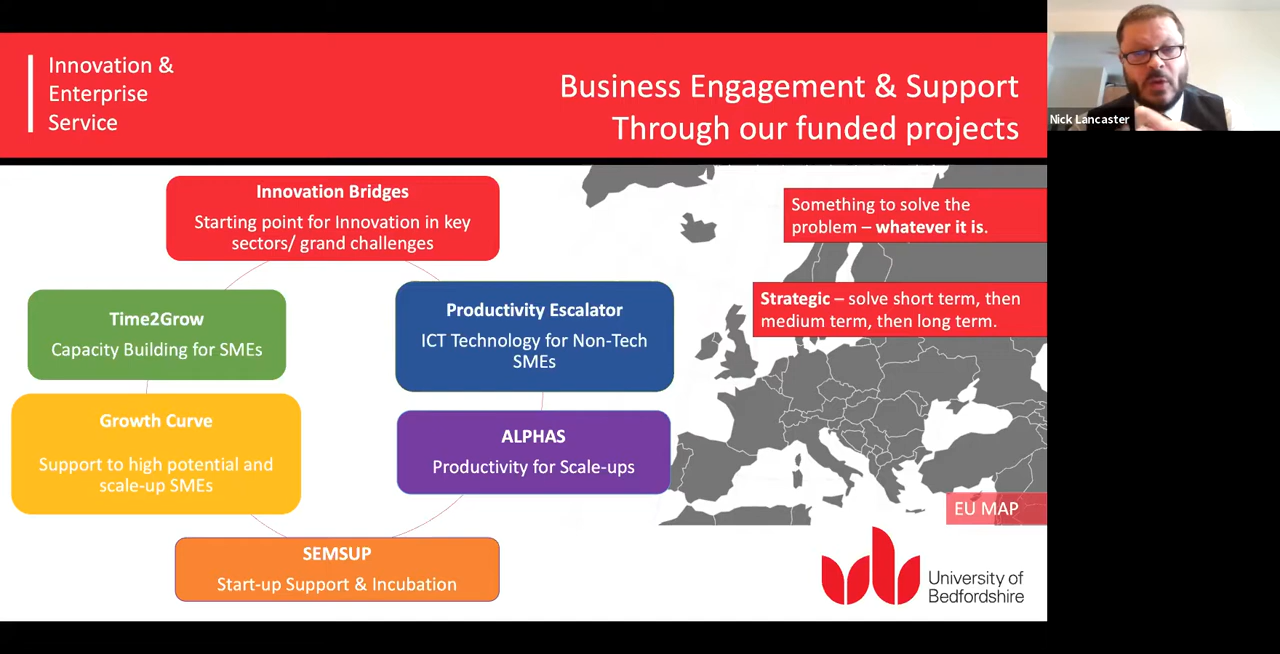 Innovation &
Enterprise
Service
Business Engagement & Support
Through our funded projects
Nick Lancaster
Innovation Bridges
Starting point for Innovation in key
sectors/ grand challenges
Something to solve the
problem – whatever it is.
Time2Grow
Capacity Building for SMEs
Productivity Escalator
ICT Technology for Non-Tech
SMEs
Strategic – solve short term, then
medium term, then long term.
Growth Curve
Support to high potential and
scale-up SMEs
ALPHAS
Productivity for Scale-ups
EU MAP
SEMSUP
Start-up Support & Incubation
University of
Bedfordshire